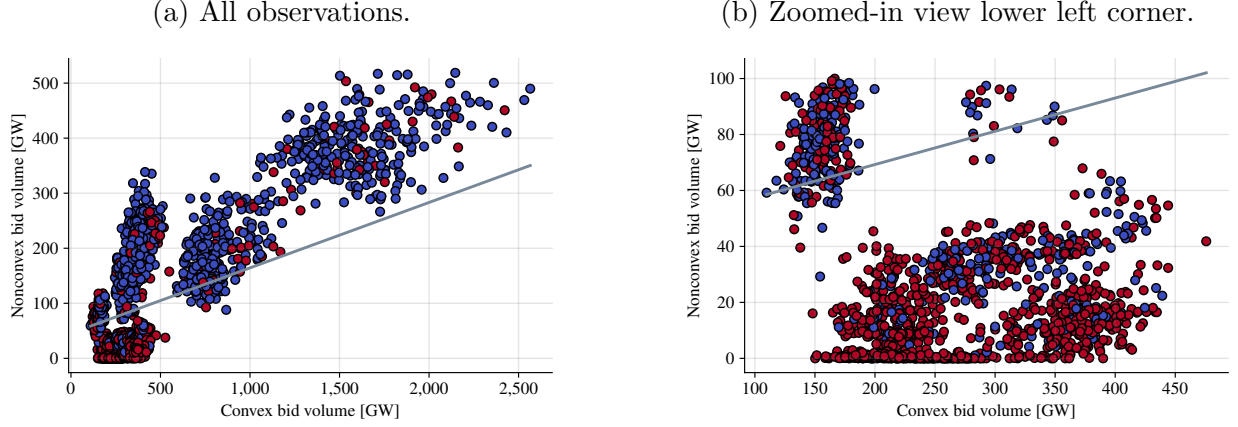 (a) All observations.
Nonconvex bid volume [GW]
500
400
300
200
100
0
0 500 1,000 1,500 2,000 2,500
Convex bid volume [GW]
(b) Zoomed-in view lower left corner.
Nonconvex bid volume [GW]
100
80
60
40
20
0
100 150 200 250 300 350 400 450
Convex bid volume [GW]